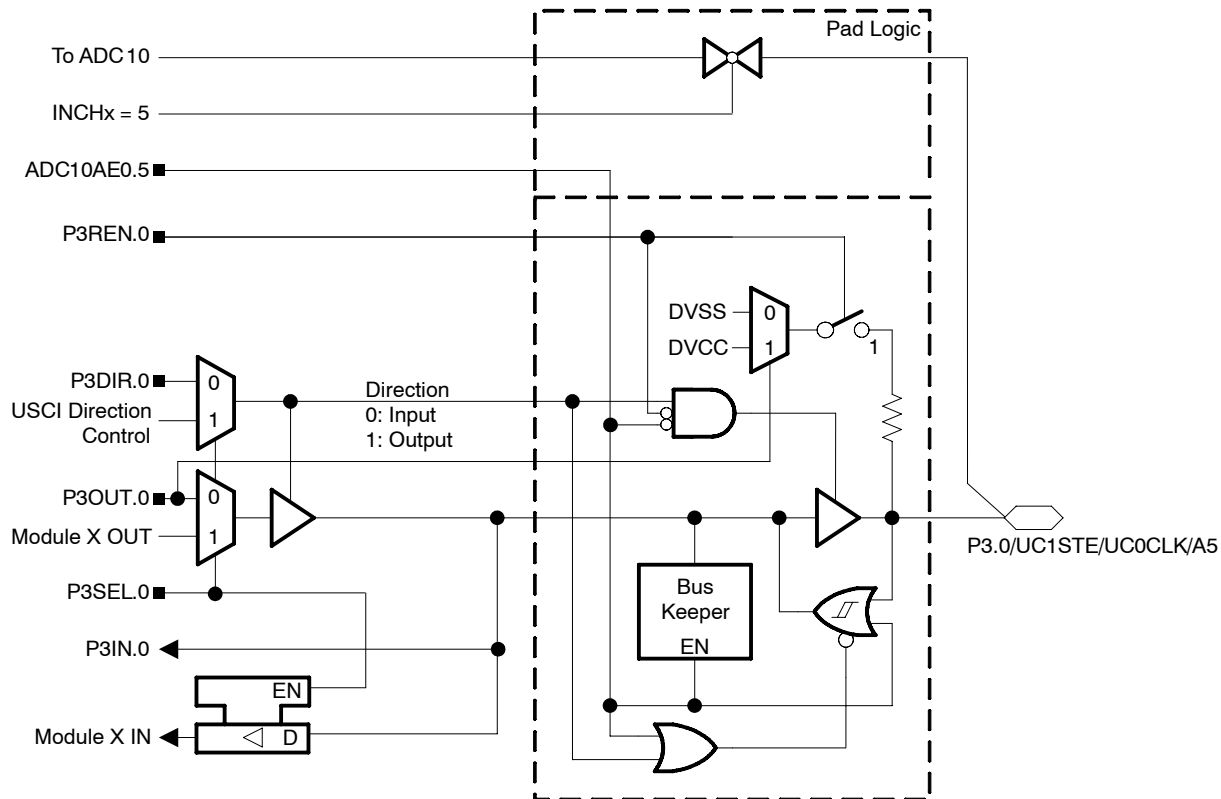 Pad Logic
To ADC10
INCHx = 5
ADC10AE0.5
P3REN.0
DVSS
0
DVCC
1
1
P3DIR.0
0
USCI Direction
Control
1
Direction
0: Input
1: Output
P3OUT.0
0
Module X OUT
1
P3.0/UC1STE/UC0CLK/A5
P3SEL.0
Bus
Keeper
EN
P3IN.0
EN
Module X IN
D